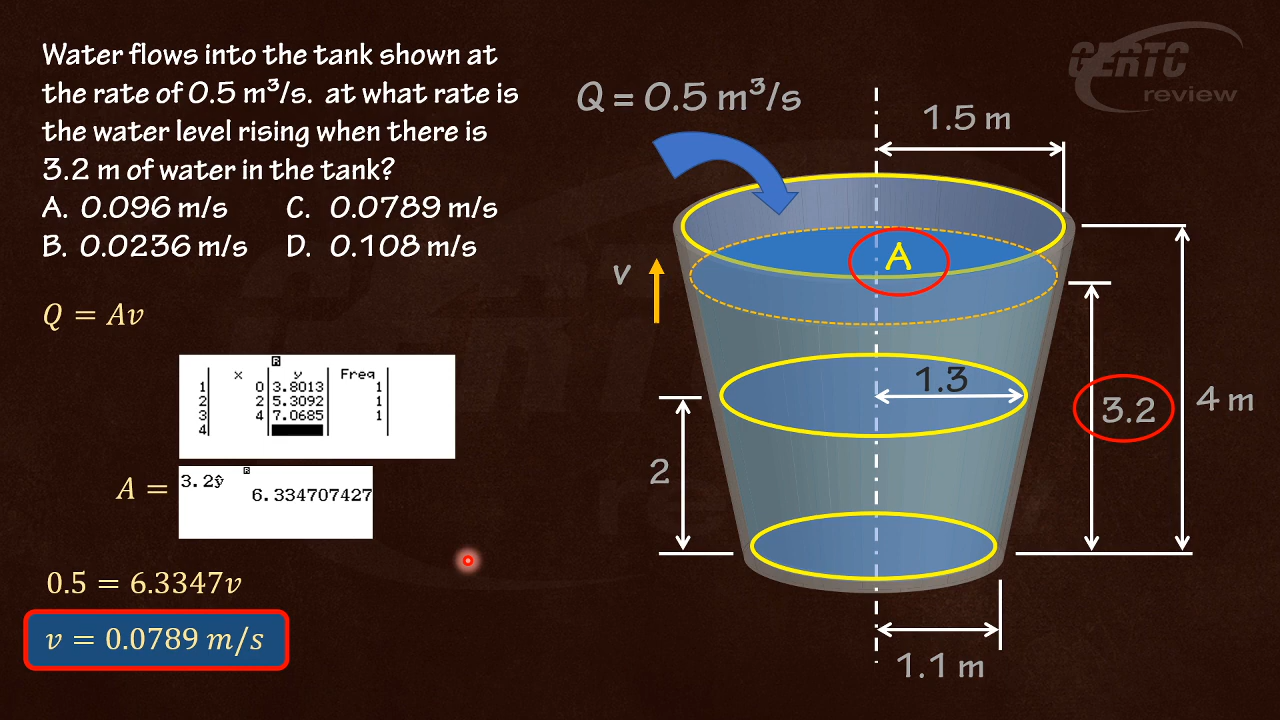 Water flows into the tank shown at
the rate of 0.5 m³/s. at what rate is
the water level rising when there is
3.2 m of water in the tank?
A. 0.096 m/s C. 0.0789 m/s
B. 0.0236 m/s D. 0.108 m/s
Q = Av
R
x y Freq
1 0 3.8013 1
2 2 5.3092 1
3 4 7.0685 1
4
A =
R
3.2ŷ
6.334707427
0.5 = 6.3347v
v = 0.0789 m/s
GERTC
review
Q = 0.5 m³/s
1.5 m
A
v
1.3
3.2
4 m
2
1.1 m